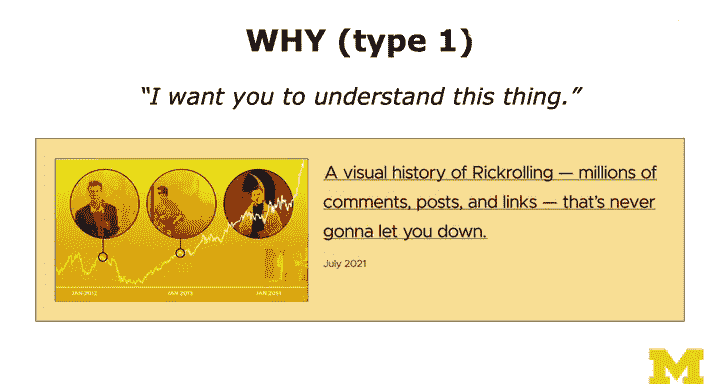 WHY (type 1)
“I want you to understand this thing.”
A visual history of Rickrolling — millions of
comments, posts, and links — that’s never
gonna let you down.
July 2021
JAN 2012 JAN 2013 JAN 2014
M